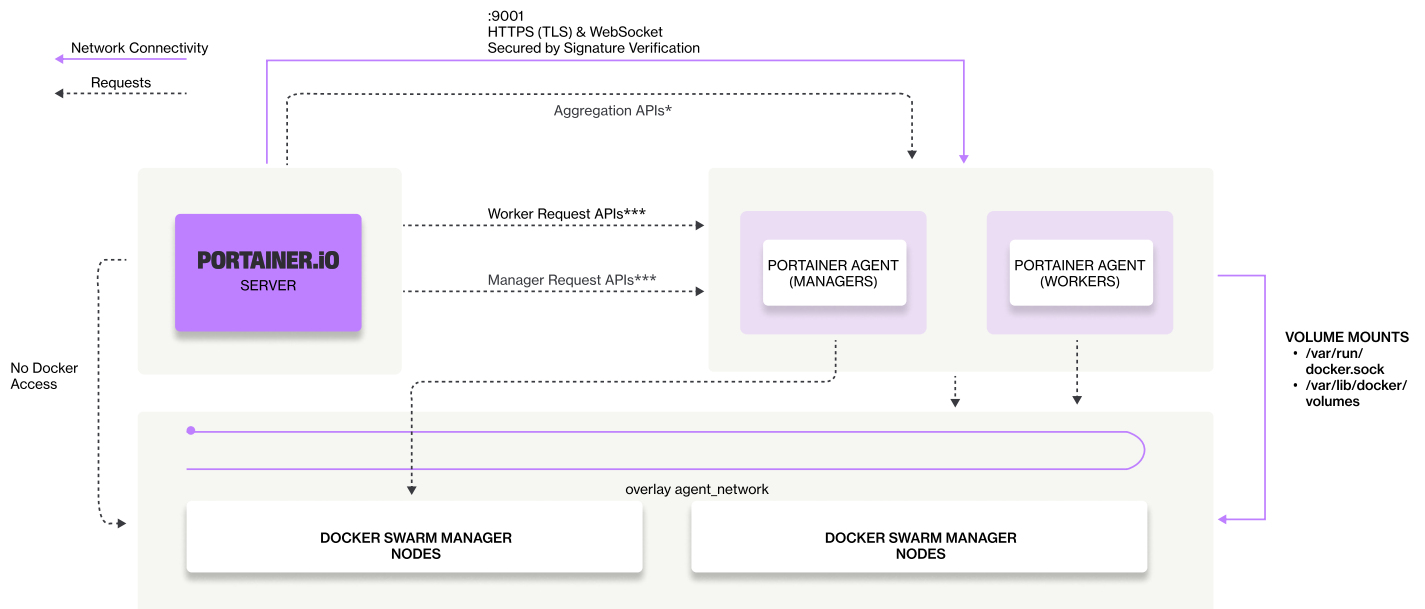 :9001
HTTPS (TLS) & WebSocket
Secured by Signature Verification
Network Connectivity
Requests
Aggregation APIs*
Worker Request APIs***
Manager Request APIs***
PORTAINER.iO
SERVER
PORTAINER AGENT
(MANAGERS)
PORTAINER AGENT
(WORKERS)
No Docker
Access
VOLUME MOUNTS
• /var/run/
docker.sock
• /var/lib/docker/
volumes
overlay agent_network
DOCKER SWARM MANAGER
NODES
DOCKER SWARM MANAGER
NODES